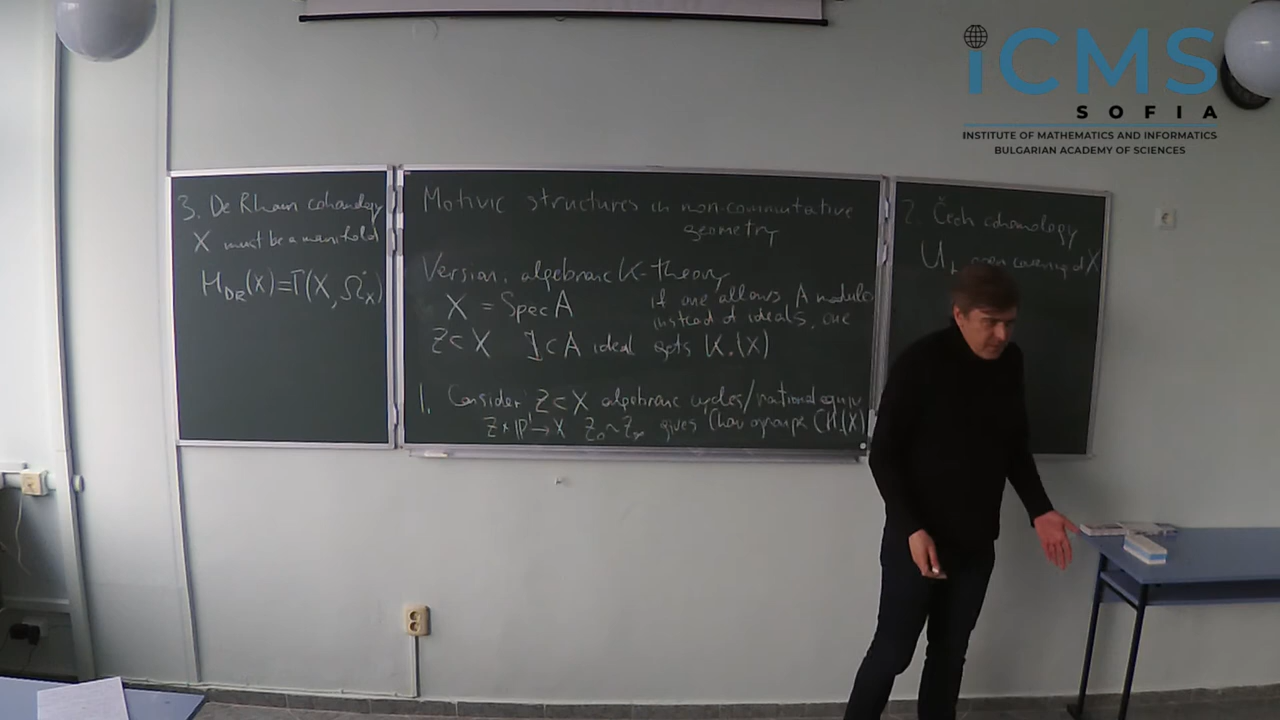 iCMS
SOFIA
INSTITUTE OF MATHEMATICS AND INFORMATICS
BULGARIAN ACADEMY OF SCIENCES
3. De Rham cohomology
X must be a manifold
H_DR(X)=Γ(X, Ω˙_X)
Motivic structures in non-commutative
geometry
Version. algebraic K-theory
X = Spec A
if one allows A modules
instead of ideals, one
Z⊂X J⊂A ideal gets K.(X)
1. Consider Z⊂X algebraic cycles/rational equiv
Z×P¹→X Z₀~Z∞ gives Chow groups CH.(X)
2. Čech cohomology
U open covering of X